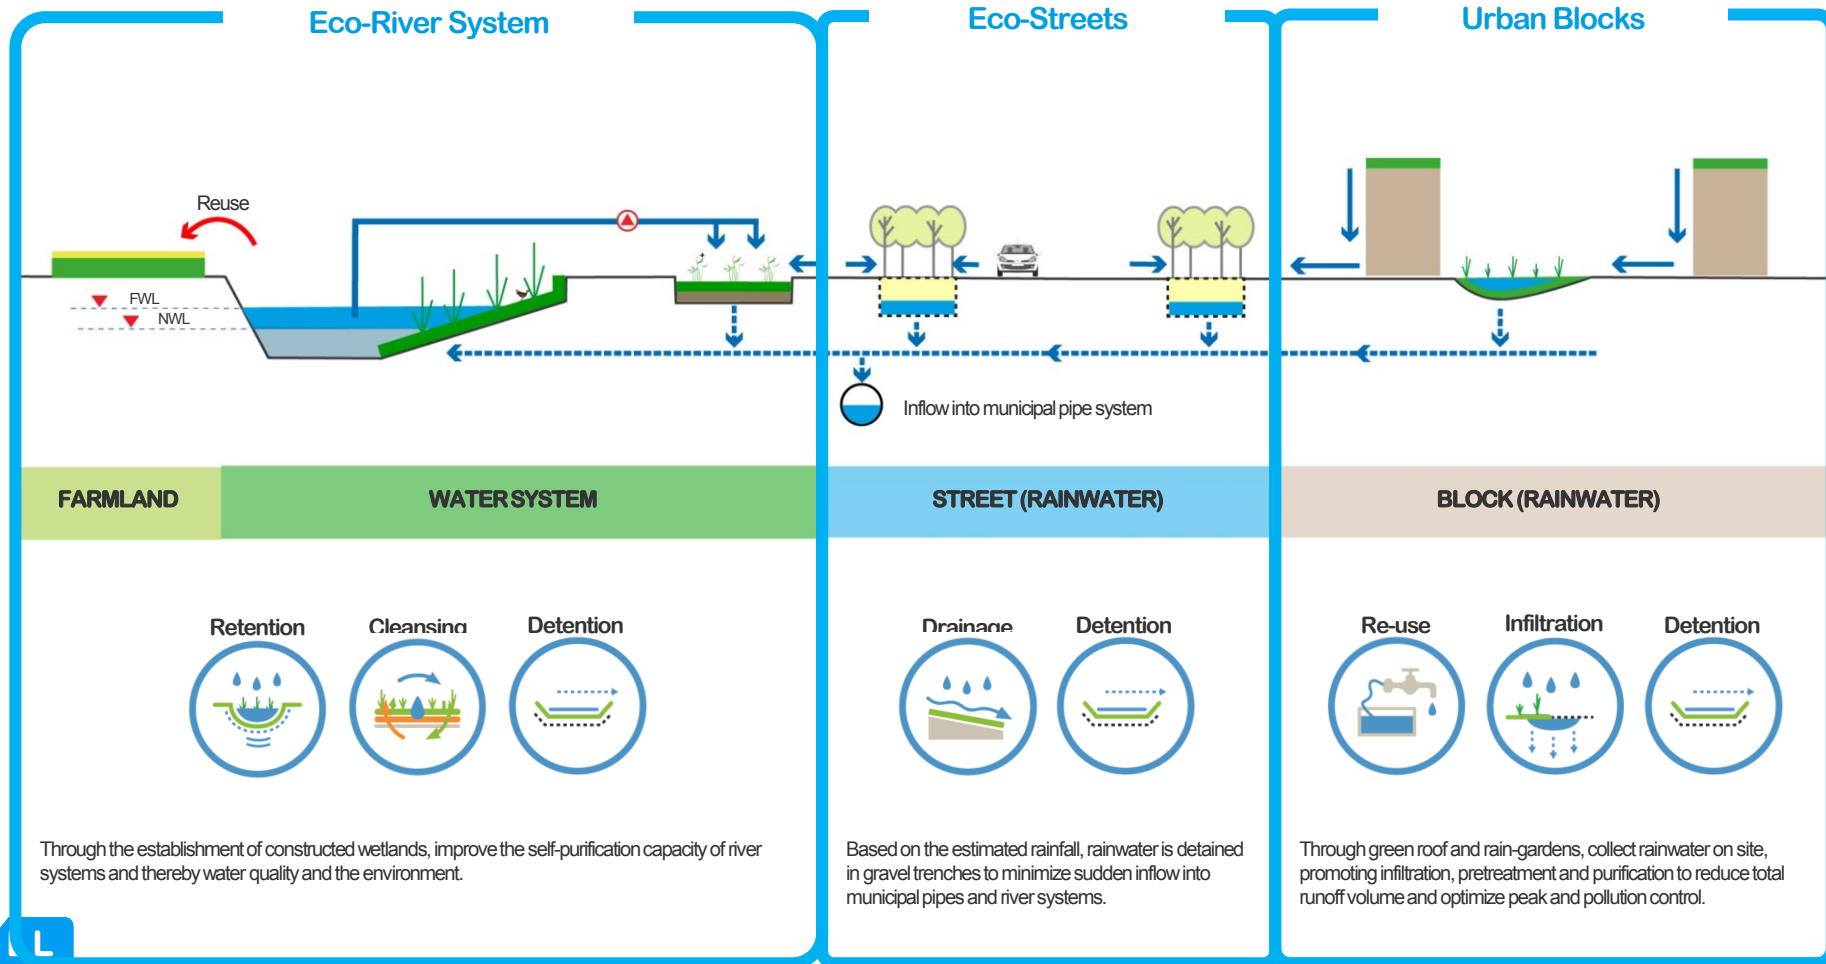 Eco-River System
Eco-Streets
Urban Blocks
Reuse
FWL
NWL
Inflow into municipal pipe system
FARMLAND
WATER SYSTEM
STREET (RAINWATER)
BLOCK (RAINWATER)
Retention
Cleansing
Detention
Drainage
Detention
Re-use
Infiltration
Detention
Through the establishment of constructed wetlands, improve the self-purification capacity of river
systems and thereby water quality and the environment.
Based on the estimated rainfall, rainwater is detained
in gravel trenches to minimize sudden inflow into
municipal pipes and river systems.
Through green roof and rain-gardens, collect rainwater on site,
promoting infiltration, pretreatment and purification to reduce total
runoff volume and optimize peak and pollution control.
L